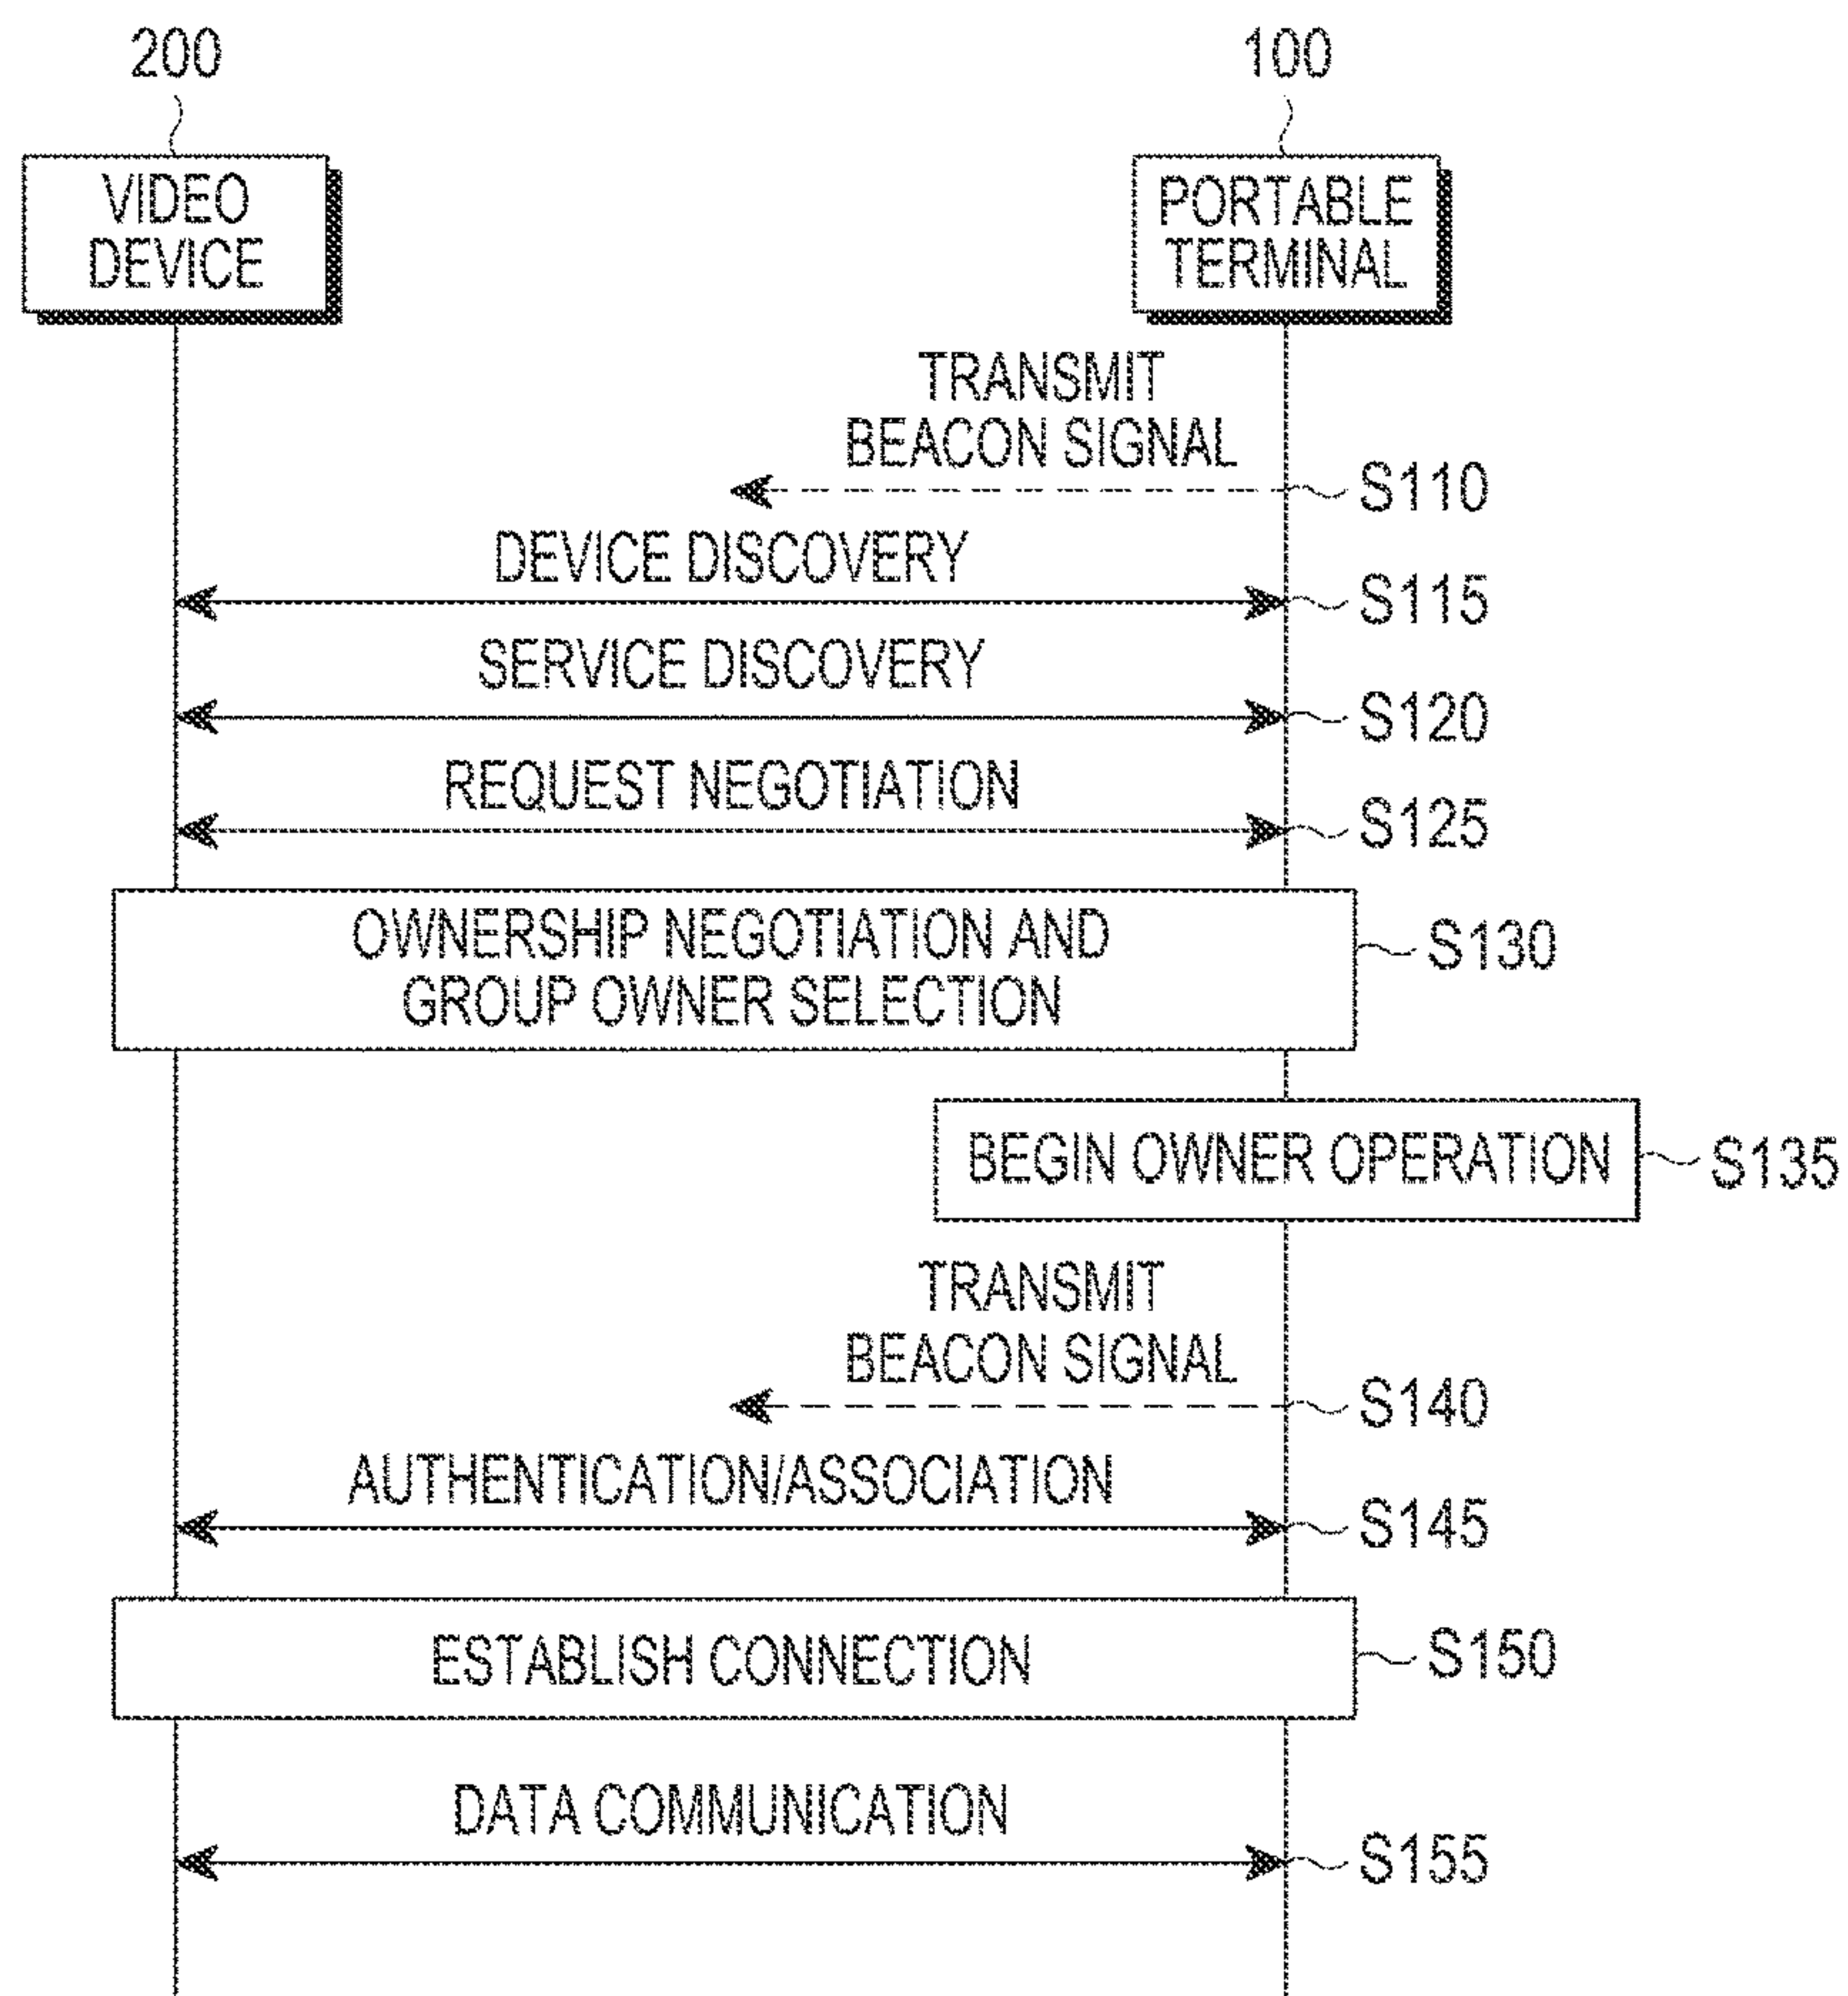 200
100
VIDEO
DEVICE
PORTABLE
TERMINAL
TRANSMIT
BEACON SIGNAL
S110
DEVICE DISCOVERY
S115
SERVICE DISCOVERY
S120
REQUEST NEGOTIATION
S125
OWNERSHIP NEGOTIATION AND
GROUP OWNER SELECTION
S130
BEGIN OWNER OPERATION
S135
TRANSMIT
BEACON SIGNAL
S140
AUTHENTICATION/ASSOCIATION
S145
ESTABLISH CONNECTION
S150
DATA COMMUNICATION
S155